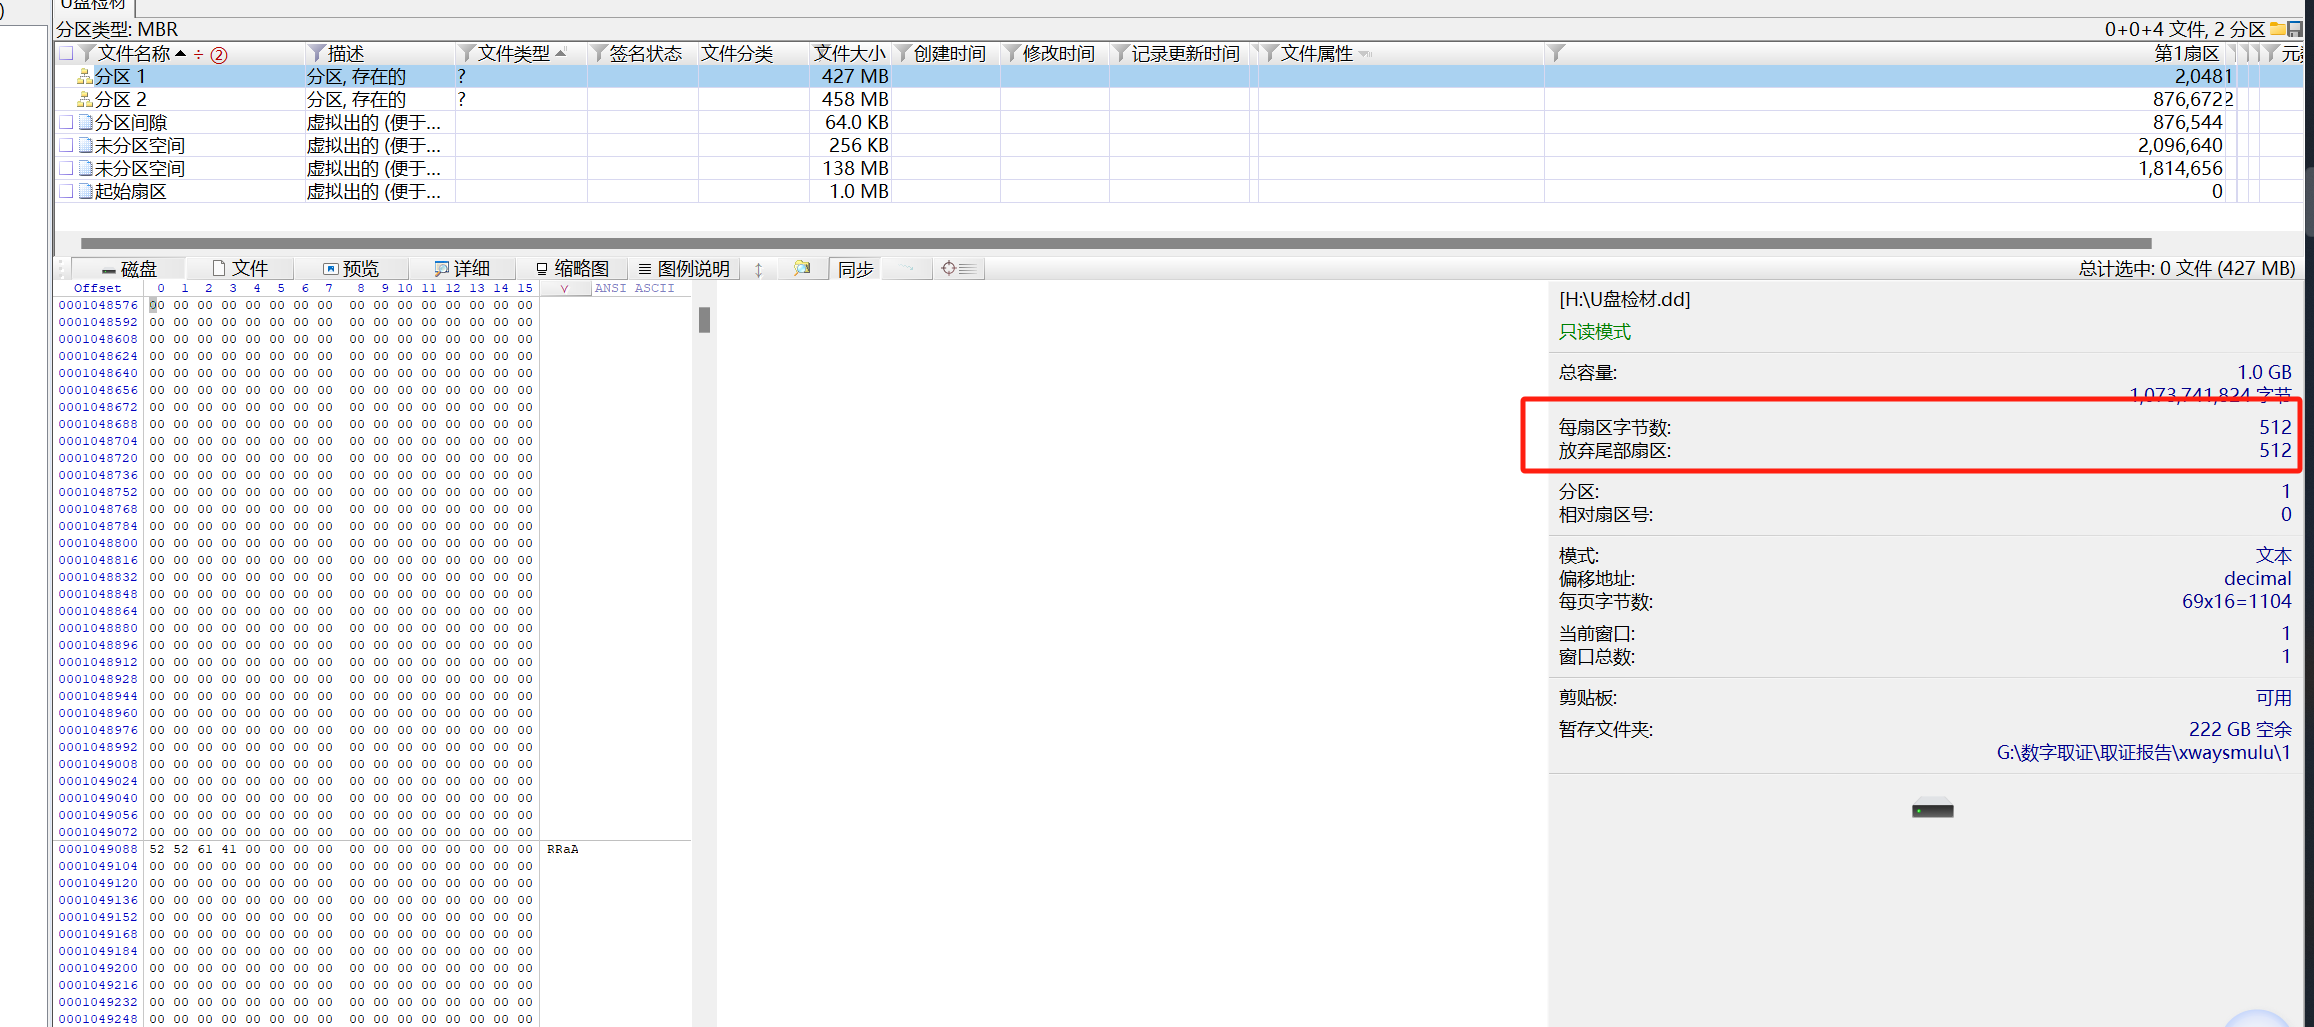 U盘检材
分区类型: MBR
0+0+4 文件, 2 分区
文件名称 ÷ ② 描述 文件类型 签名状态 文件分类 文件大小 创建时间 修改时间 记录更新时间 文件属性 第1扇区
分区 1 分区, 存在的 ? 427 MB 2,048 1
分区 2 分区, 存在的 ? 458 MB 876,672 2
分区间隙 虚拟出的 (便于... 64.0 KB 876,544
未分区空间 虚拟出的 (便于... 256 KB 2,096,640
未分区空间 虚拟出的 (便于... 138 MB 1,814,656
起始扇区 虚拟出的 (便于... 1.0 MB 0
磁盘 文件 预览 详细 缩略图 图例说明 同步 总计选中: 0 文件 (427 MB)
Offset 0 1 2 3 4 5 6 7 8 9 10 11 12 13 14 15 ANSI ASCII
0001048576 00 00 00 00 00 00 00 00 00 00 00 00 00 00 00 00
0001048592 00 00 00 00 00 00 00 00 00 00 00 00 00 00 00 00
0001048608 00 00 00 00 00 00 00 00 00 00 00 00 00 00 00 00
0001048624 00 00 00 00 00 00 00 00 00 00 00 00 00 00 00 00
0001048640 00 00 00 00 00 00 00 00 00 00 00 00 00 00 00 00
0001048656 00 00 00 00 00 00 00 00 00 00 00 00 00 00 00 00
0001048672 00 00 00 00 00 00 00 00 00 00 00 00 00 00 00 00
0001048688 00 00 00 00 00 00 00 00 00 00 00 00 00 00 00 00
0001048704 00 00 00 00 00 00 00 00 00 00 00 00 00 00 00 00
0001048720 00 00 00 00 00 00 00 00 00 00 00 00 00 00 00 00
0001048736 00 00 00 00 00 00 00 00 00 00 00 00 00 00 00 00
0001048752 00 00 00 00 00 00 00 00 00 00 00 00 00 00 00 00
0001048768 00 00 00 00 00 00 00 00 00 00 00 00 00 00 00 00
0001048784 00 00 00 00 00 00 00 00 00 00 00 00 00 00 00 00
0001048800 00 00 00 00 00 00 00 00 00 00 00 00 00 00 00 00
0001048816 00 00 00 00 00 00 00 00 00 00 00 00 00 00 00 00
0001048832 00 00 00 00 00 00 00 00 00 00 00 00 00 00 00 00
0001048848 00 00 00 00 00 00 00 00 00 00 00 00 00 00 00 00
0001048864 00 00 00 00 00 00 00 00 00 00 00 00 00 00 00 00
0001048880 00 00 00 00 00 00 00 00 00 00 00 00 00 00 00 00
0001048896 00 00 00 00 00 00 00 00 00 00 00 00 00 00 00 00
0001048912 00 00 00 00 00 00 00 00 00 00 00 00 00 00 00 00
0001048928 00 00 00 00 00 00 00 00 00 00 00 00 00 00 00 00
0001048944 00 00 00 00 00 00 00 00 00 00 00 00 00 00 00 00
0001048960 00 00 00 00 00 00 00 00 00 00 00 00 00 00 00 00
0001048976 00 00 00 00 00 00 00 00 00 00 00 00 00 00 00 00
0001048992 00 00 00 00 00 00 00 00 00 00 00 00 00 00 00 00
0001049008 00 00 00 00 00 00 00 00 00 00 00 00 00 00 00 00
0001049024 00 00 00 00 00 00 00 00 00 00 00 00 00 00 00 00
0001049040 00 00 00 00 00 00 00 00 00 00 00 00 00 00 00 00
0001049056 00 00 00 00 00 00 00 00 00 00 00 00 00 00 00 00
0001049072 00 00 00 00 00 00 00 00 00 00 00 00 00 00 00 00
0001049088 52 52 61 41 00 00 00 00 00 00 00 00 00 00 00 00 RRaA
0001049104 00 00 00 00 00 00 00 00 00 00 00 00 00 00 00 00
0001049120 00 00 00 00 00 00 00 00 00 00 00 00 00 00 00 00
0001049136 00 00 00 00 00 00 00 00 00 00 00 00 00 00 00 00
0001049152 00 00 00 00 00 00 00 00 00 00 00 00 00 00 00 00
0001049168 00 00 00 00 00 00 00 00 00 00 00 00 00 00 00 00
0001049184 00 00 00 00 00 00 00 00 00 00 00 00 00 00 00 00
0001049200 00 00 00 00 00 00 00 00 00 00 00 00 00 00 00 00
0001049216 00 00 00 00 00 00 00 00 00 00 00 00 00 00 00 00
0001049232 00 00 00 00 00 00 00 00 00 00 00 00 00 00 00 00
0001049248 00 00 00 00 00 00 00 00 00 00 00 00 00 00 00 00
[H:\U盘检材.dd]
只读模式
总容量: 1.0 GB
1,073,741,824 字节
每扇区字节数: 512
放弃尾部扇区: 512
分区: 1
相对扇区号: 0
模式: 文本
偏移地址: decimal
每页字节数: 69x16=1104
当前窗口: 1
窗口总数: 1
剪贴板: 可用
暂存文件夹: 222 GB 空余
G:\数字取证\取证报告\xwaysmulu\1